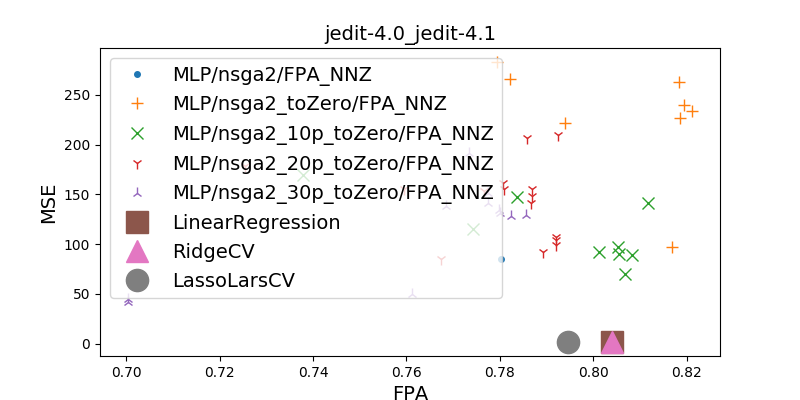 jedit-4.0_jedit-4.1
MSE
250
200
150
100
50
0
MLP/nsga2/FPA_NNZ
MLP/nsga2_toZero/FPA_NNZ
MLP/nsga2_10p_toZero/FPA_NNZ
MLP/nsga2_20p_toZero/FPA_NNZ
MLP/nsga2_30p_toZero/FPA_NNZ
LinearRegression
RidgeCV
LassoLarsCV
0.70 0.72 0.74 0.76 0.78 0.80 0.82
FPA